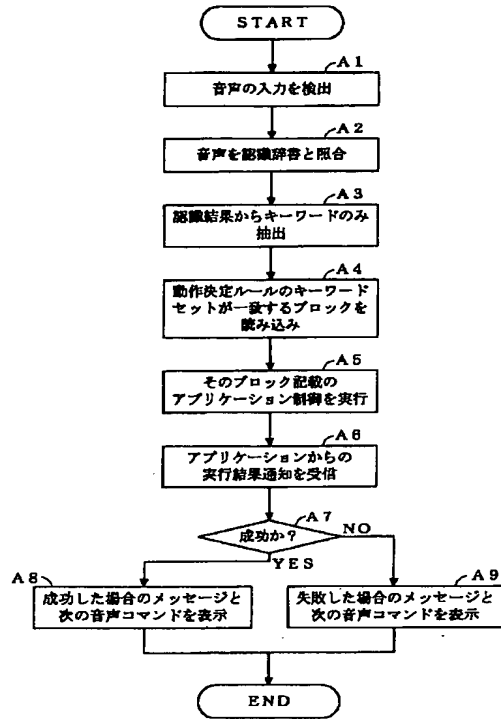 START
A1
音声の入力を検出
A2
音声を認識辞書と照合
A3
認識結果からキーワードのみ
抽出
A4
動作決定ルールのキーワード
セットが一致するブロックを
読み込み
A5
そのブロック記載の
アプリケーション制御を実行
A6
アプリケーションからの
実行結果通知を受信
A7
成功か?
NO
YES
A8
成功した場合のメッセージと
次の音声コマンドを表示
A9
失敗した場合のメッセージと
次の音声コマンドを表示
END